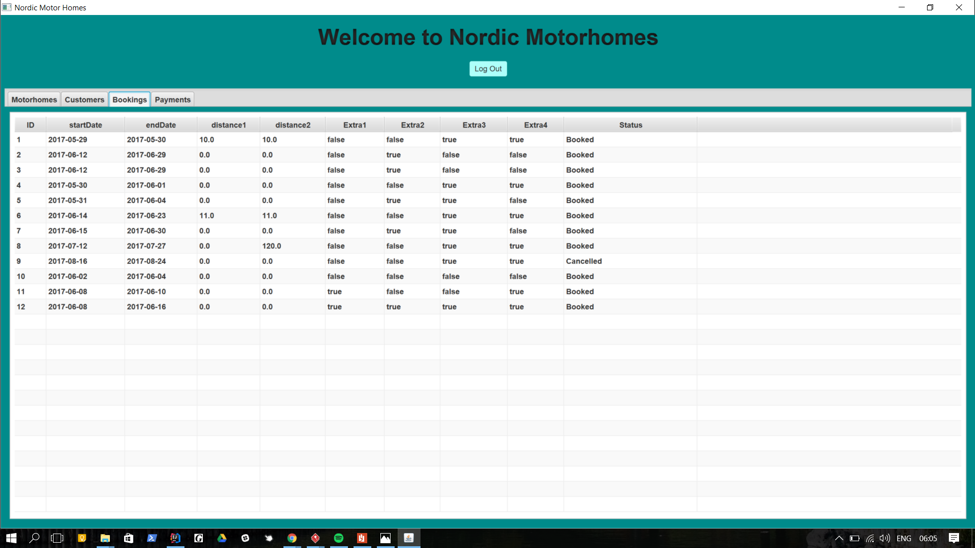 Nordic Motor Homes
Welcome to Nordic Motorhomes
Log Out
Motorhomes Customers Bookings Payments
ID startDate endDate distance1 distance2 Extra1 Extra2 Extra3 Extra4 Status
1 2017-05-29 2017-05-30 10.0 10.0 false false true true Booked
2 2017-06-12 2017-06-29 0.0 0.0 false true false false Booked
3 2017-06-12 2017-06-29 0.0 0.0 false true false false Booked
4 2017-05-30 2017-06-01 0.0 0.0 false false true true Booked
5 2017-05-31 2017-06-04 0.0 0.0 false true true false Booked
6 2017-06-14 2017-06-23 11.0 11.0 false false true true Booked
7 2017-06-15 2017-06-30 0.0 0.0 false true true false Booked
8 2017-07-12 2017-07-27 0.0 120.0 false false true true Booked
9 2017-08-16 2017-08-24 0.0 0.0 false false true true Cancelled
10 2017-06-02 2017-06-04 0.0 0.0 false false false false Booked
11 2017-06-08 2017-06-10 0.0 0.0 true false false true Booked
12 2017-06-08 2017-06-16 0.0 0.0 true true true true Booked
ENG 06:05